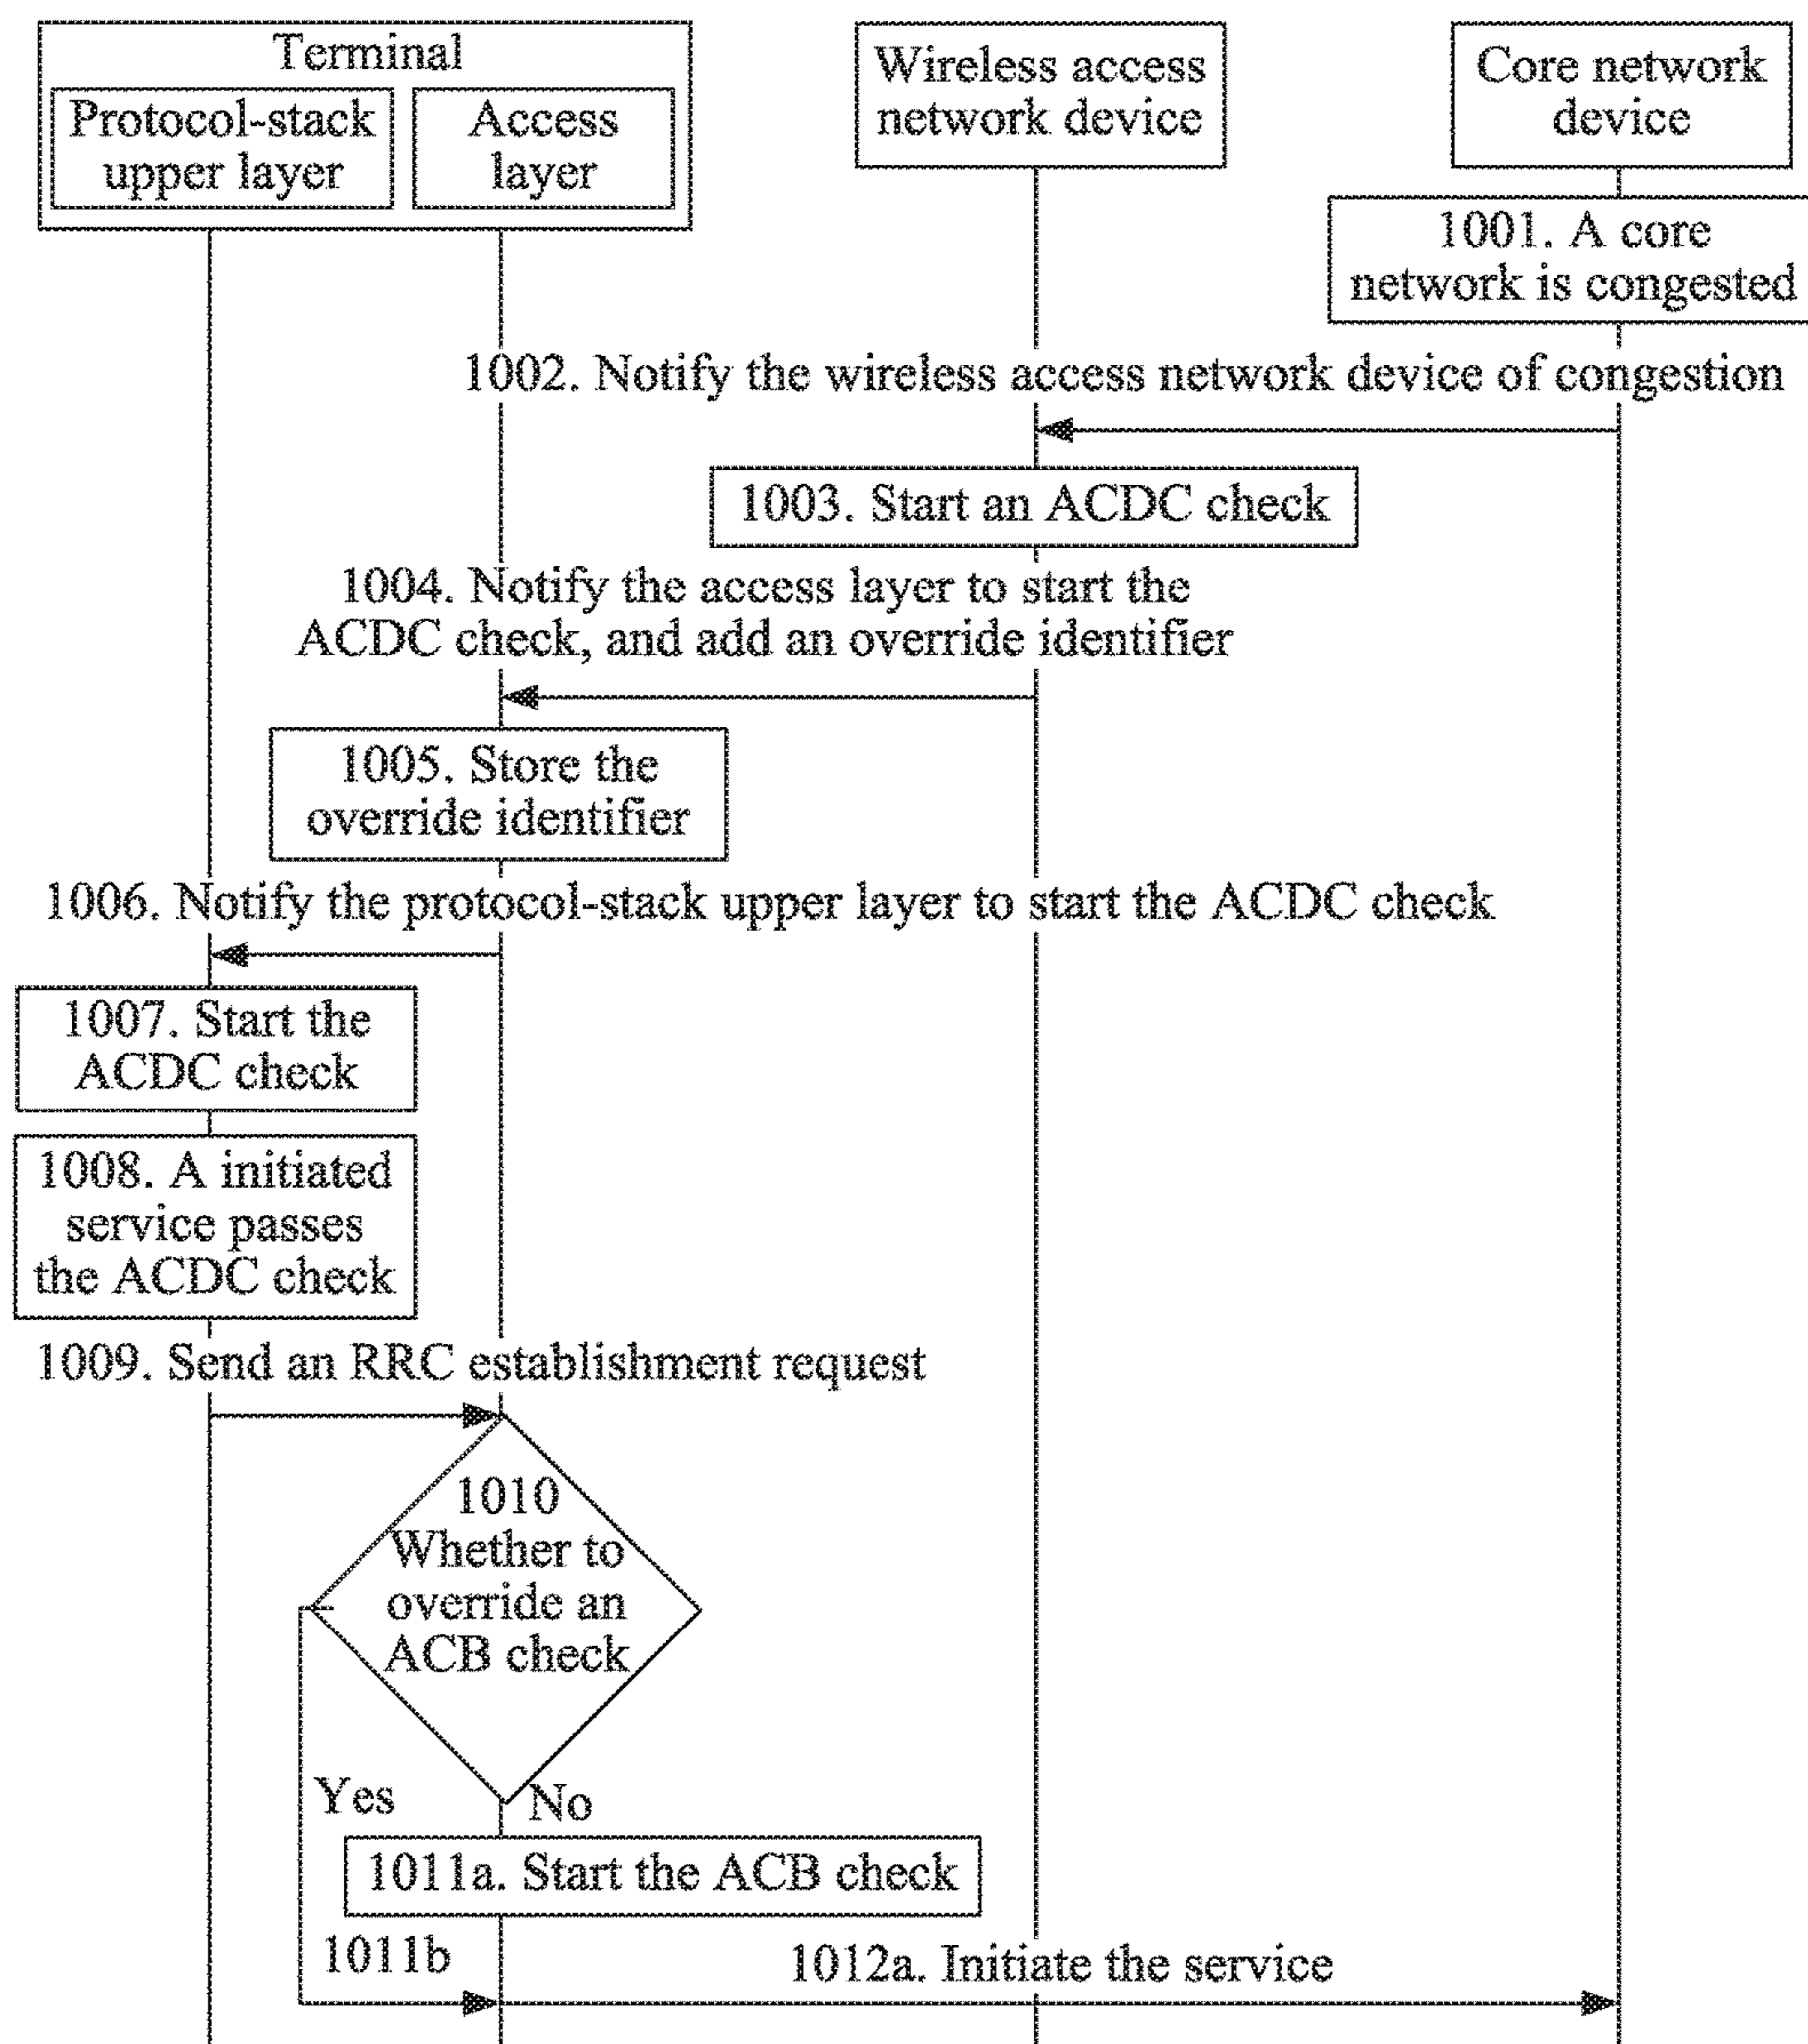 Terminal
Protocol-stack
upper layer
Access
layer
Wireless access
network device
Core network
device
1001. A core
network is congested
1002. Notify the wireless access network device of congestion
1003. Start an ACDC check
1004. Notify the access layer to start the
ACDC check, and add an override identifier
1005. Store the
override identifier
1006. Notify the protocol-stack upper layer to start the ACDC check
1007. Start the
ACDC check
1008. A initiated
service passes
the ACDC check
1009. Send an RRC establishment request
1010
Whether to
override an
ACB check
Yes
No
1011a. Start the ACB check
1011b
1012a. Initiate the service